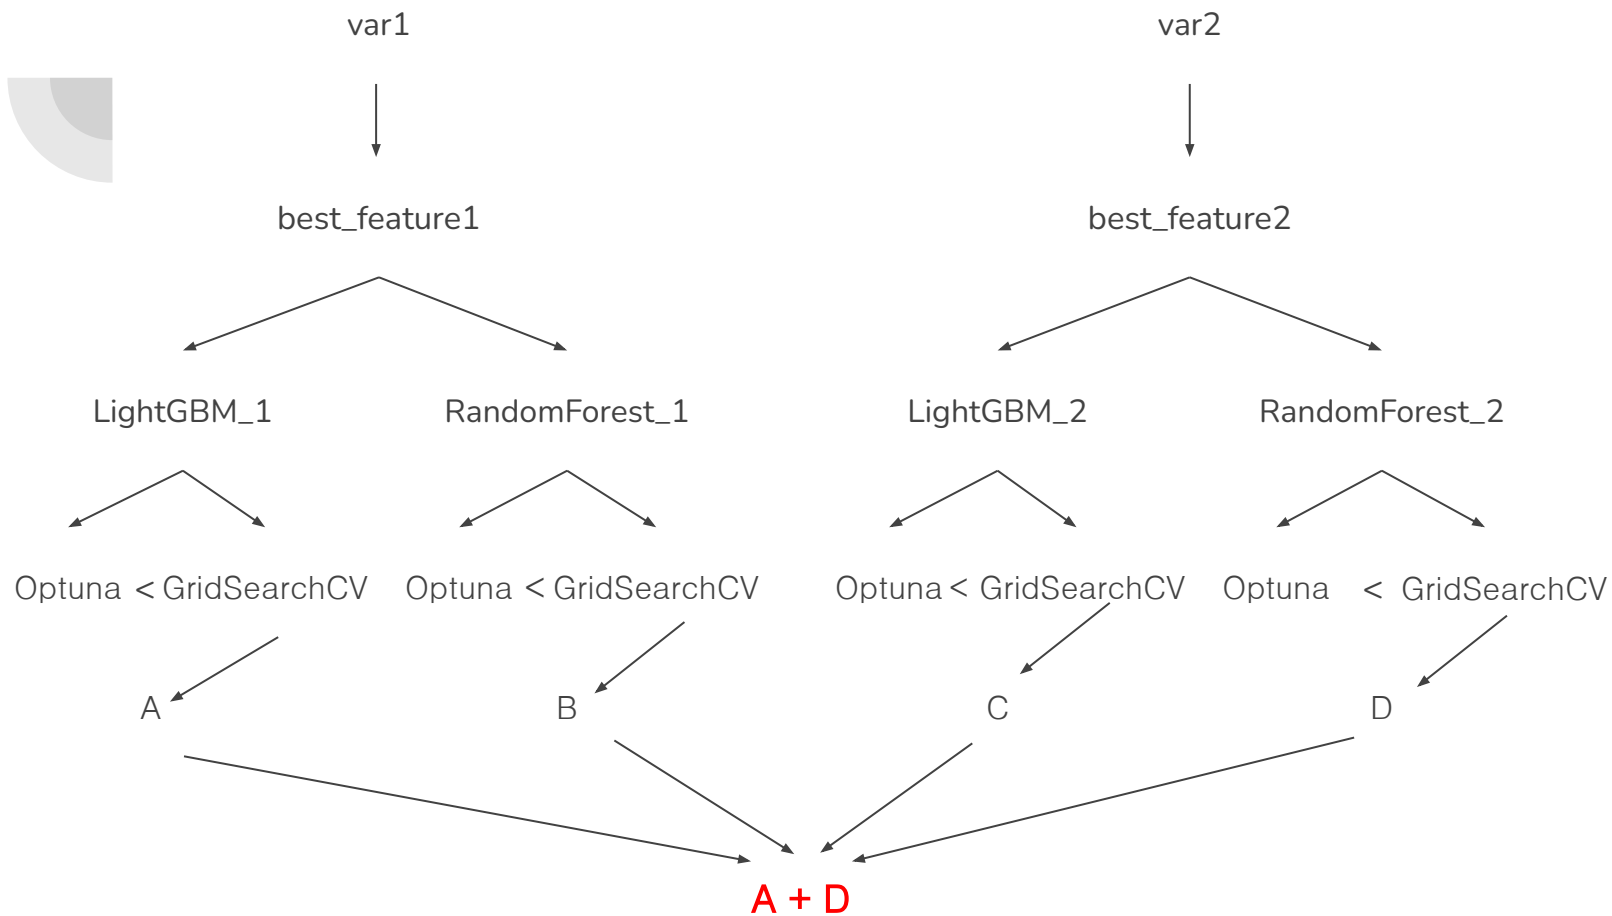 var1 var2
best_feature1 best_feature2
LightGBM_1 RandomForest_1 LightGBM_2 RandomForest_2
Optuna < GridSearchCV Optuna < GridSearchCV Optuna < GridSearchCV Optuna < GridSearchCV
A B C D
A + D